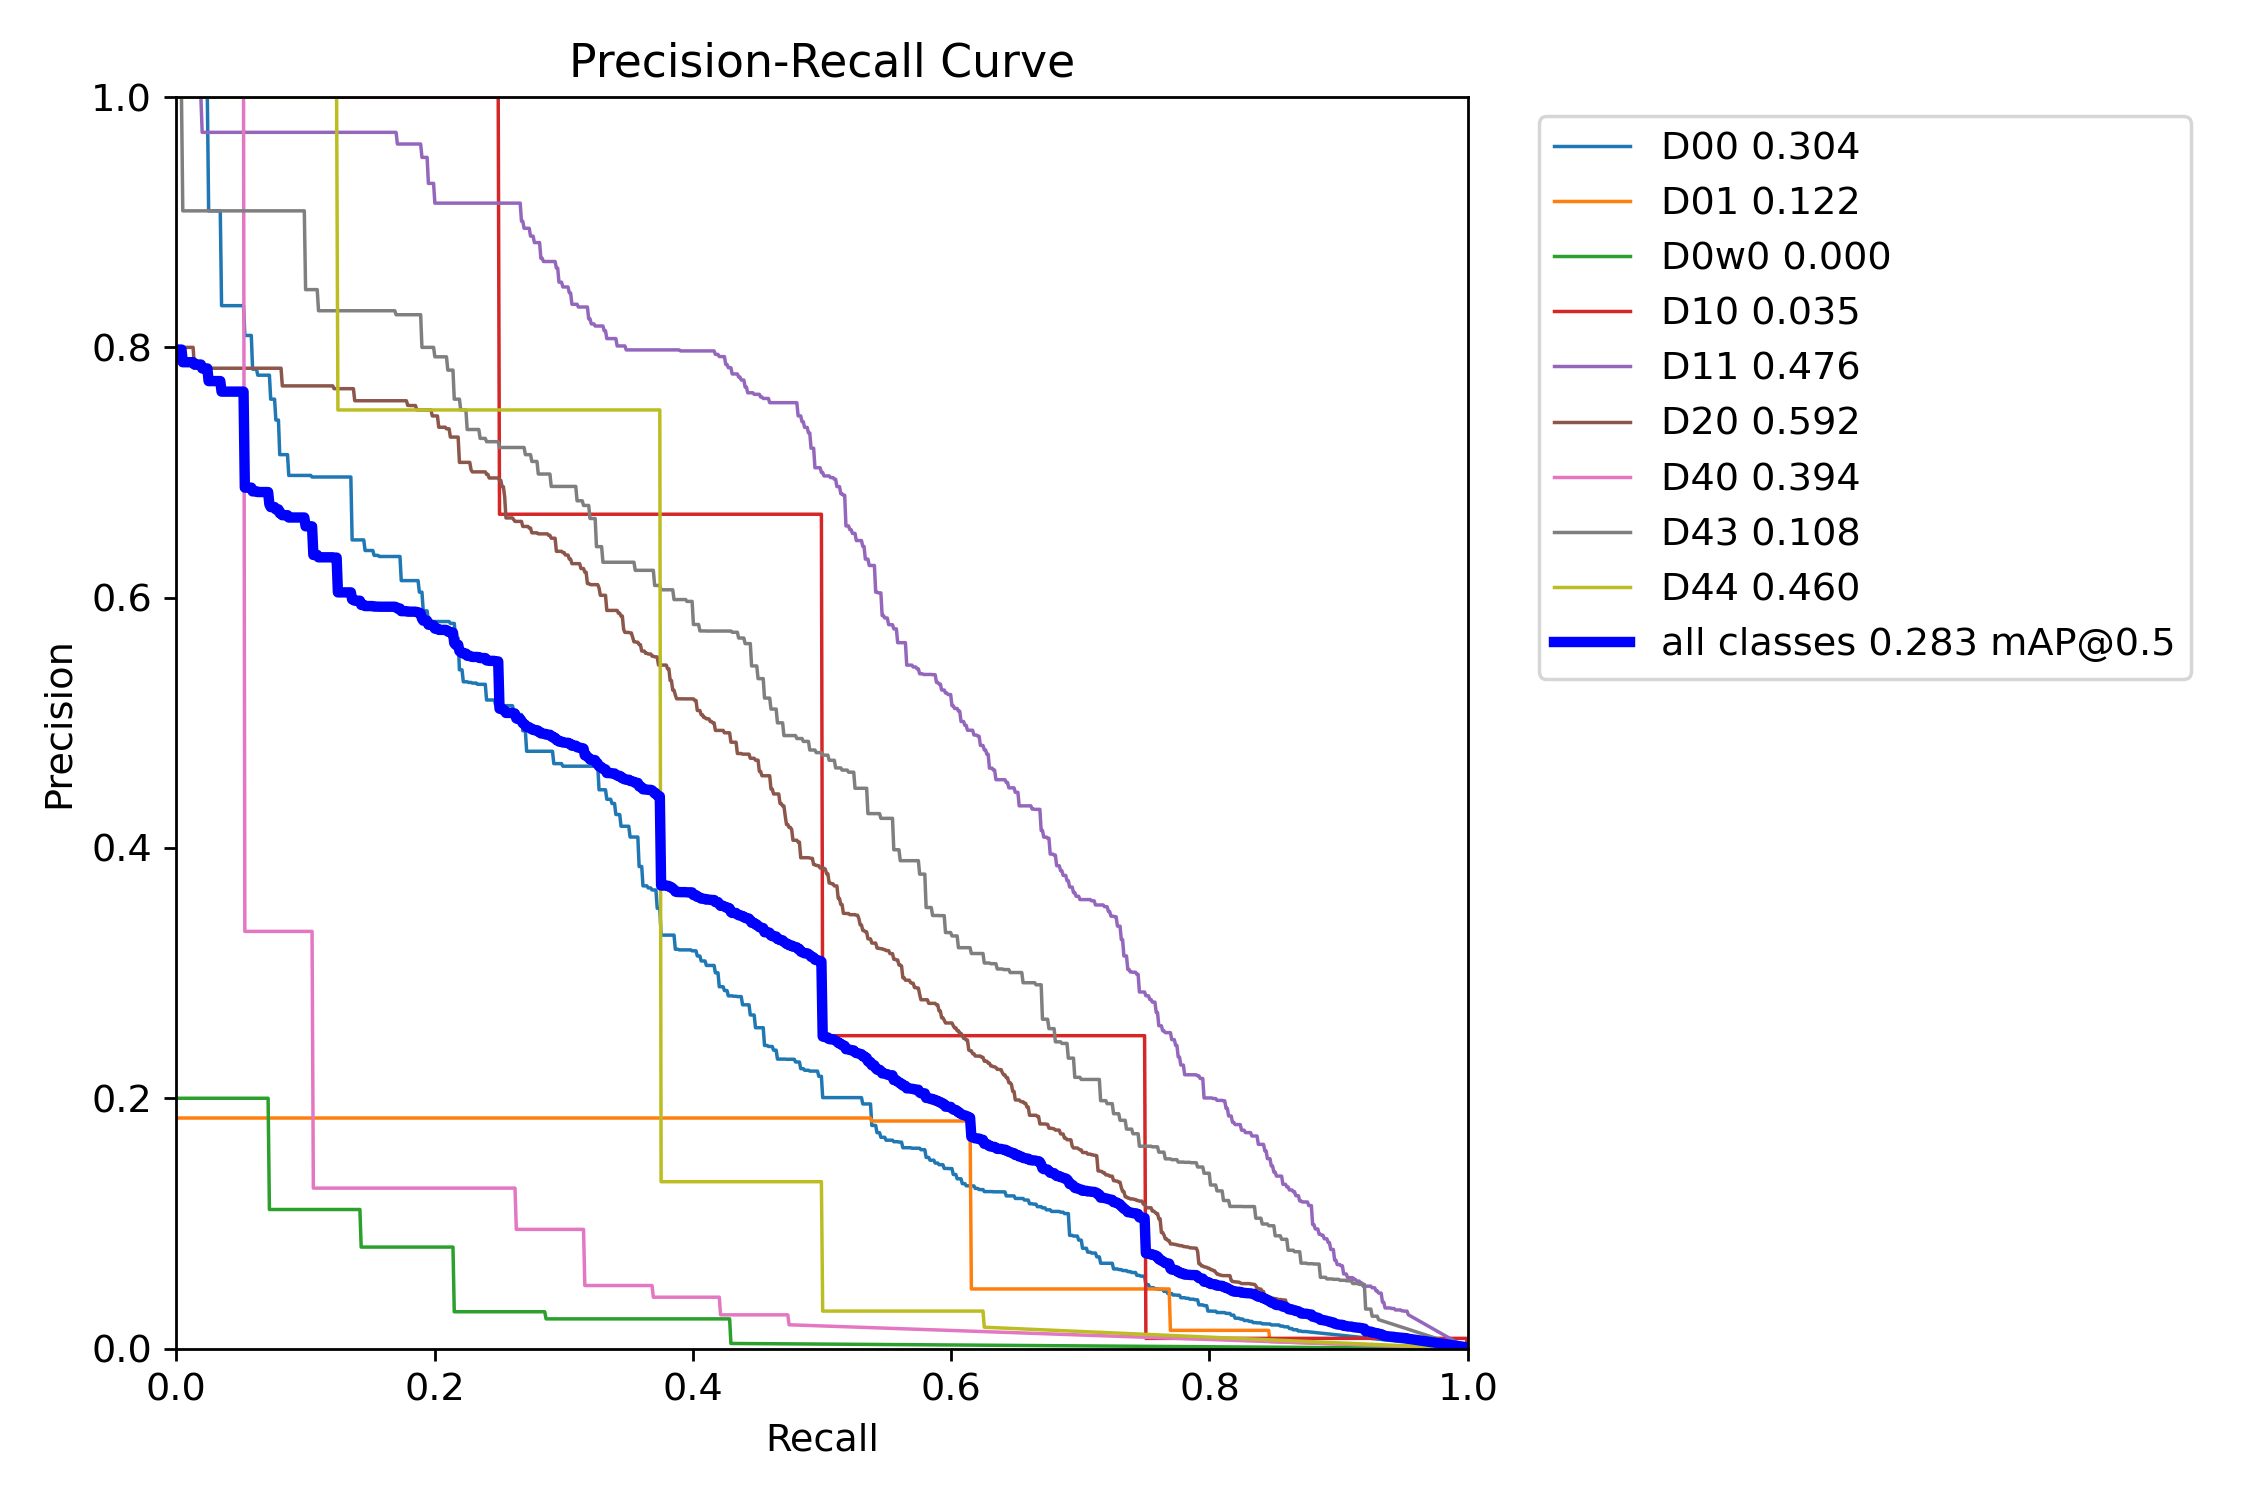 Precision-Recall Curve
1.0
0.8
0.6
0.4
0.2
0.0
Precision
0.0 0.2 0.4 0.6 0.8 1.0
Recall
D00 0.304
D01 0.122
D0w0 0.000
D10 0.035
D11 0.476
D20 0.592
D40 0.394
D43 0.108
D44 0.460
all classes 0.283 mAP@0.5